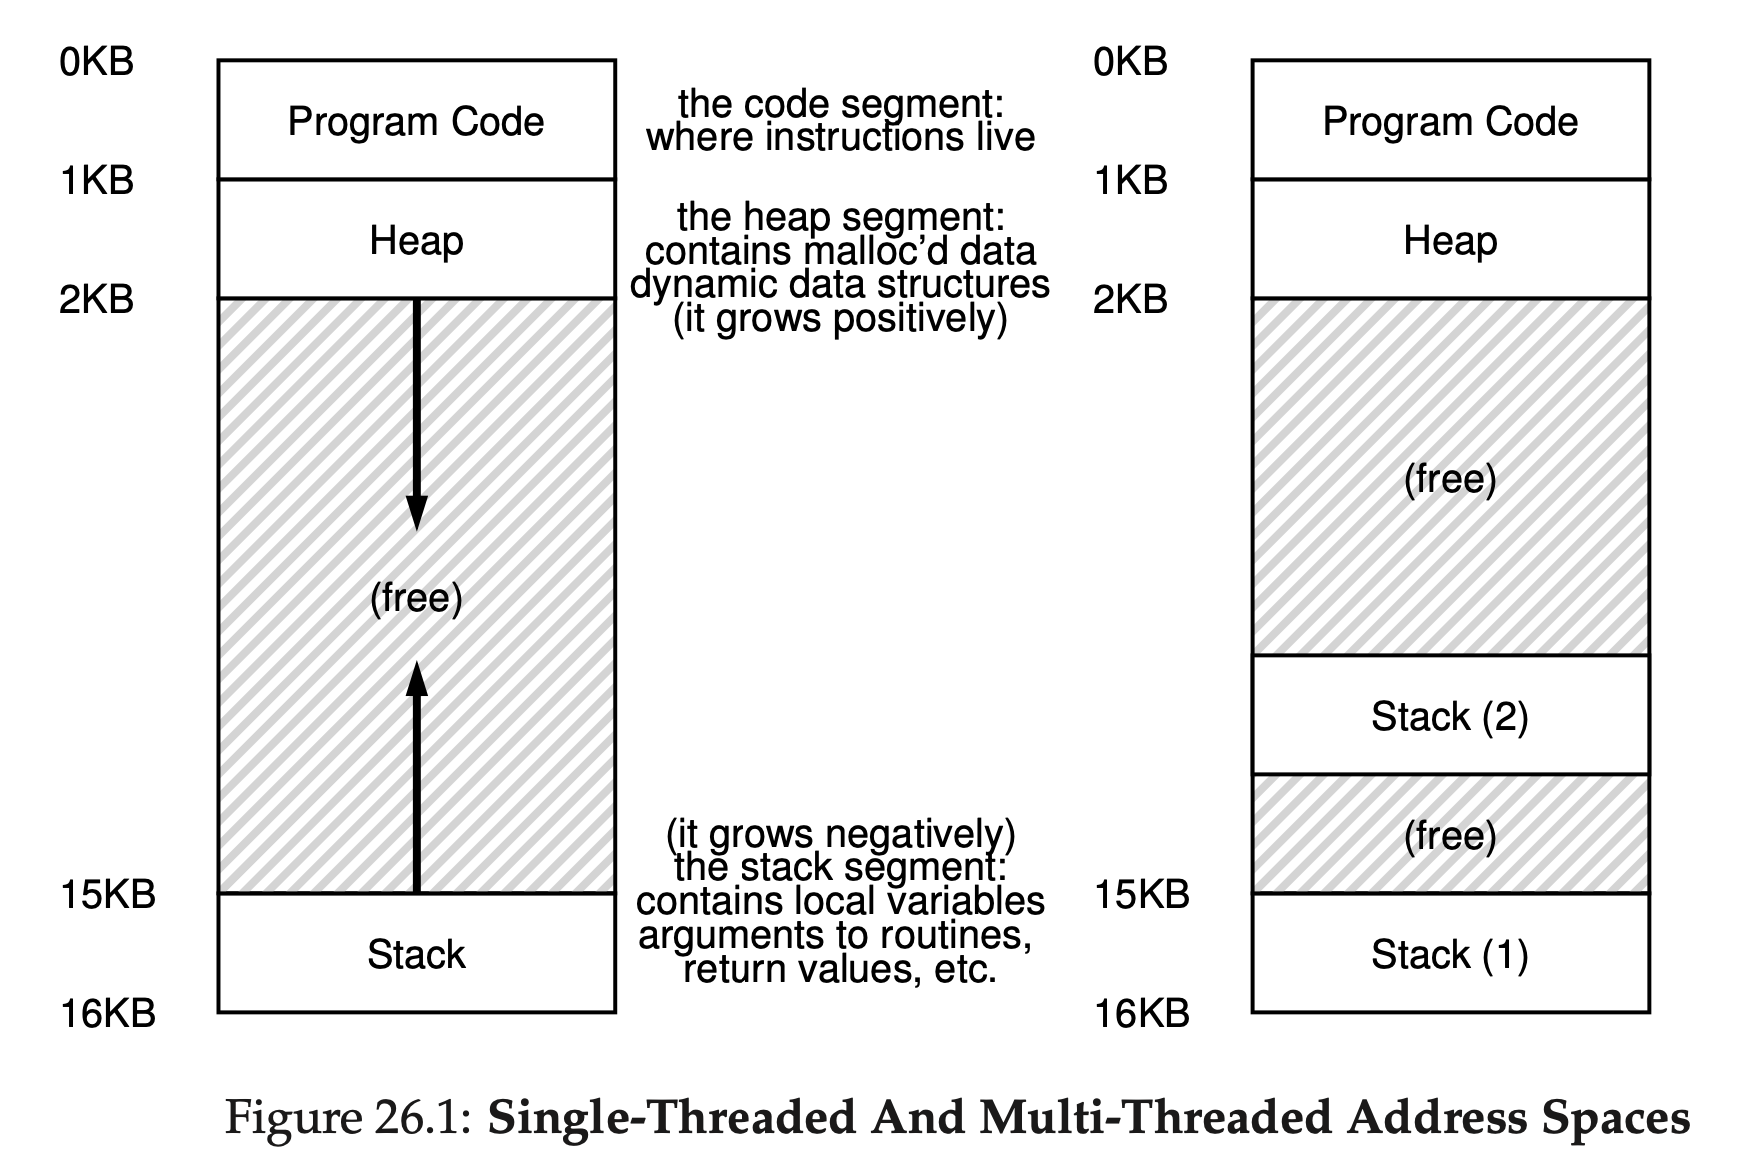 0KB
Program Code
1KB
Heap
2KB
(free)
15KB
Stack
16KB
the code segment:
where instructions live
the heap segment:
contains malloc’d data
dynamic data structures
(it grows positively)
(it grows negatively)
the stack segment:
contains local variables
arguments to routines,
return values, etc.
0KB
Program Code
1KB
Heap
2KB
(free)
Stack (2)
(free)
15KB
Stack (1)
16KB
Figure 26.1: Single-Threaded And Multi-Threaded Address Spaces